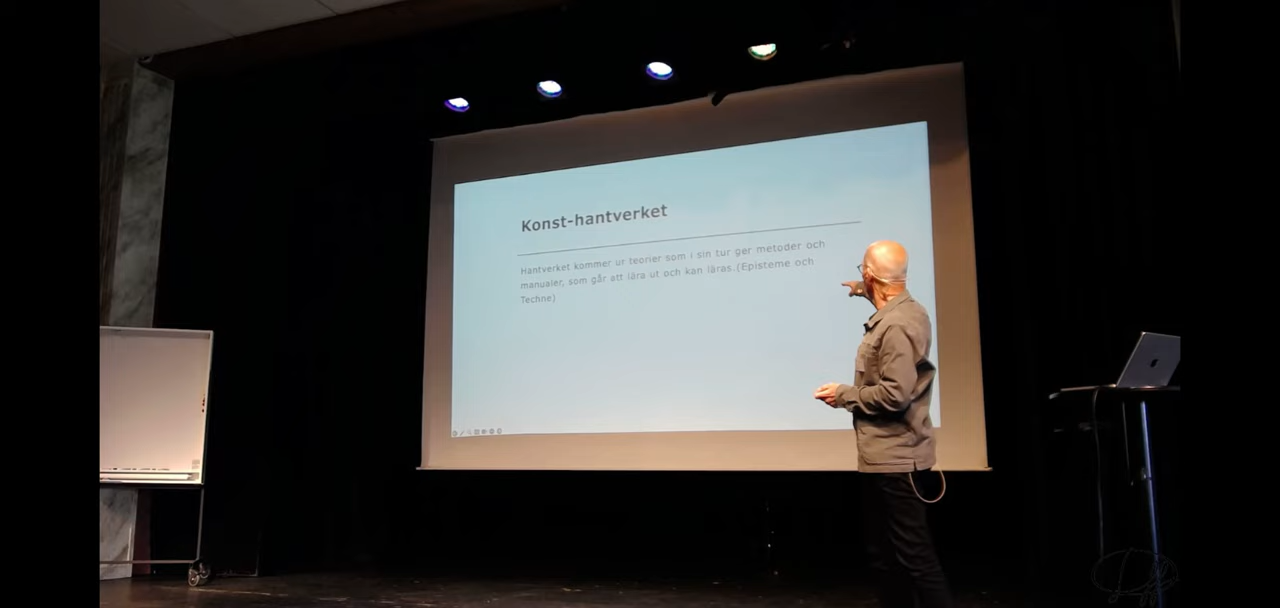 Konst-hantverket
Hantverket kommer ur teorier som i sin tur ger metoder och
manualer, som går att lära ut och kan läras.(Episteme och
Techne)